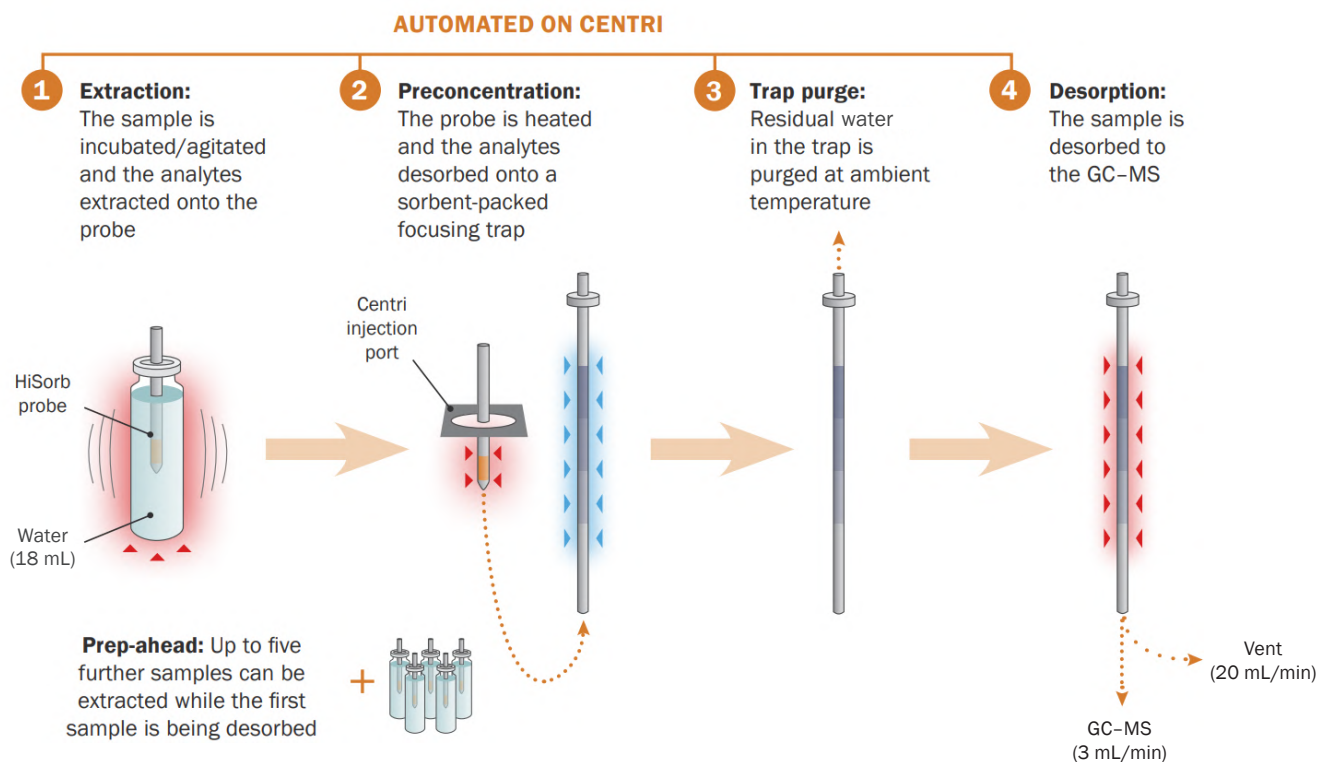 AUTOMATED ON CENTRI
1
Extraction:
The sample is
incubated/agitated
and the analytes
extracted onto the
probe
2
Preconcentration:
The probe is heated
and the analytes
desorbed onto a
sorbent-packed
focusing trap
3
Trap purge:
Residual water
in the trap is
purged at ambient
temperature
4
Desorption:
The sample is
desorbed to
the GC–MS
HiSorb
probe
Water
(18 mL)
Centri
injection
port
Prep-ahead: Up to five
further samples can be
extracted while the first
sample is being desorbed
+
Vent
(20 mL/min)
GC–MS
(3 mL/min)